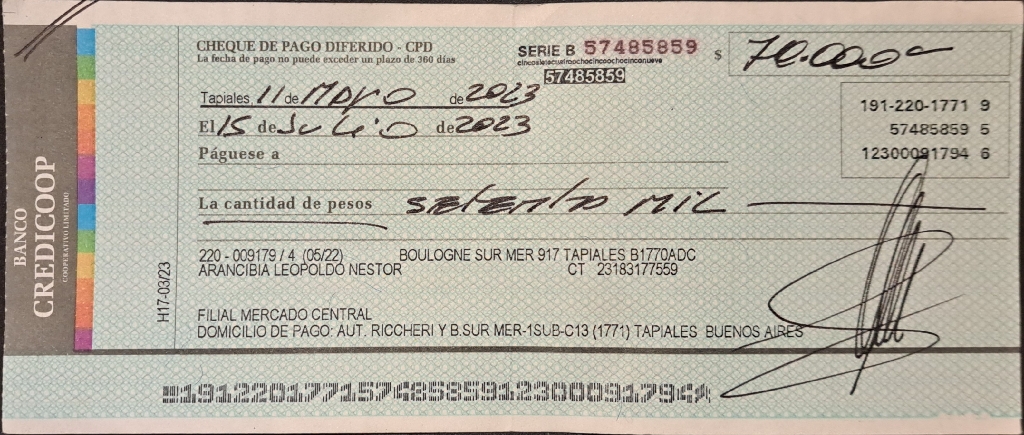 BANCO
CREDICOOP
COOPERATIVO LIMITADO
CHEQUE DE PAGO DIFERIDO - CPD
La fecha de pago no puede exceder un plazo de 360 días
SERIE B 57485859
cincosietecuatroochocincoochocinconueve
57485859
$ 70.000
191-220-1771 9
57485859 5
12300091794 6
Tapiales, 11 de MAYO de 2023
El 15 de JULIO de 2023
Páguese a
La cantidad de pesos setenta MIL
220 - 009179 / 4 (05/22) BOULOGNE SUR MER 917 TAPIALES B1770ADC
ARANCIBIA LEOPOLDO NESTOR CT 23183177559
H17-03/23
FILIAL MERCADO CENTRAL
DOMICILIO DE PAGO: AUT. RICCHERI Y B.SUR MER-1SUB-C13 (1771) TAPIALES BUENOS AIRES
19122017715748585912300091794